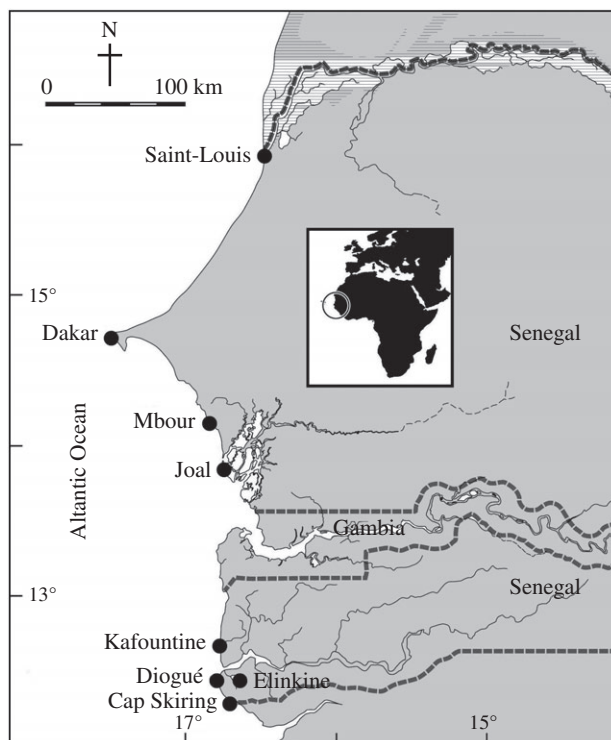 N
0 100 km
Saint-Louis
15°
Dakar
Senegal
Mbour
Altantic Ocean
Joal
Gambia
Senegal
13°
Kafountine
Diogué
Elinkine
Cap Skiring
17° 15°